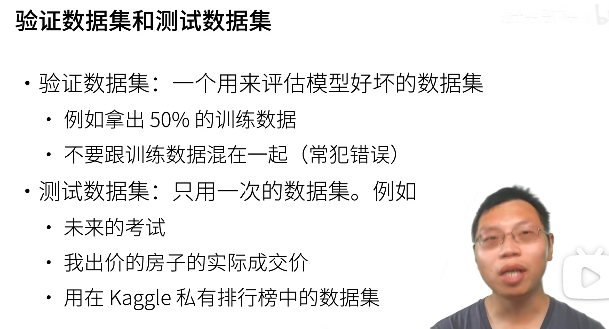 验证数据集和测试数据集
• 验证数据集：一个用来评估模型好坏的数据集
• 例如拿出 50% 的训练数据
• 不要跟训练数据混在一起（常犯错误）
• 测试数据集：只用一次的数据集。例如
• 未来的考试
• 我出价的房子的实际成交价
• 用在 Kaggle 私有排行榜中的数据集